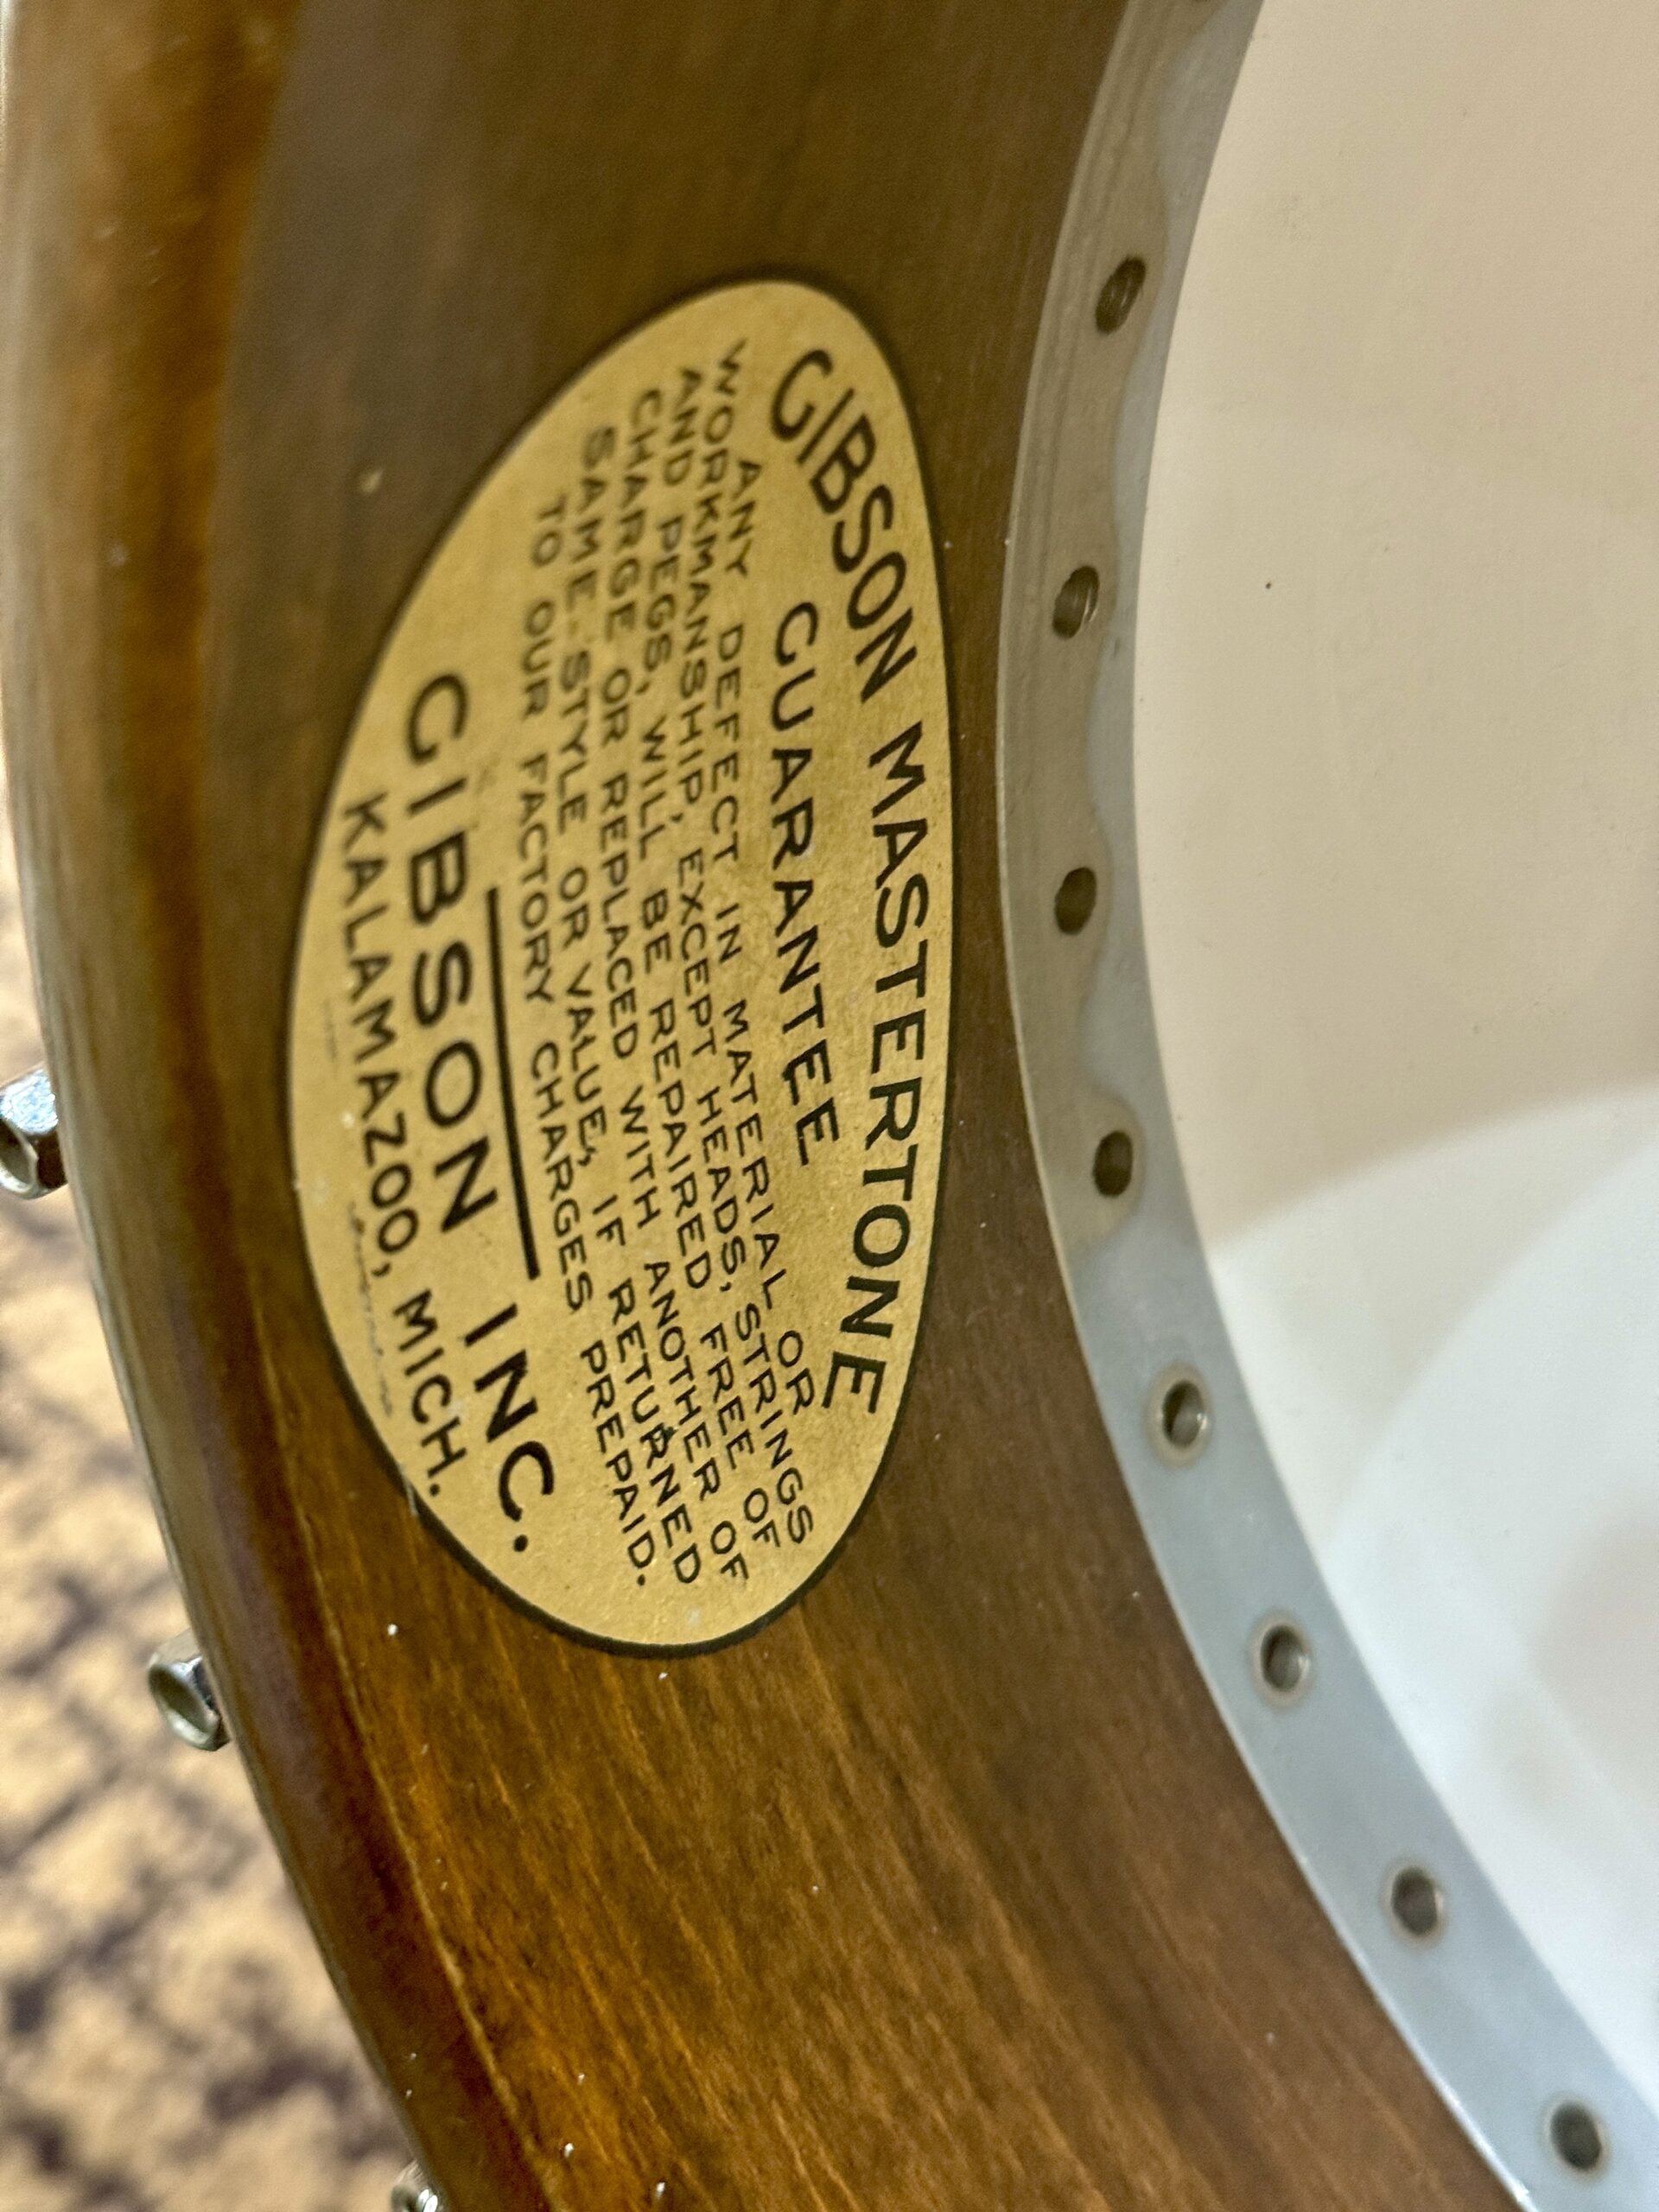 GIBSON MASTERTONE
GUARANTEE
ANY DEFECT IN MATERIAL OR
WORKMANSHIP, EXCEPT HEADS, STRINGS
AND PEGS, WILL BE REPAIRED, FREE OF
CHARGE OR REPLACED WITH ANOTHER OF
SAME-STYLE OR VALUE, IF RETURNED
TO OUR FACTORY CHARGES PREPAID.
GIBSON INC.
KALAMAZOO, MICH.